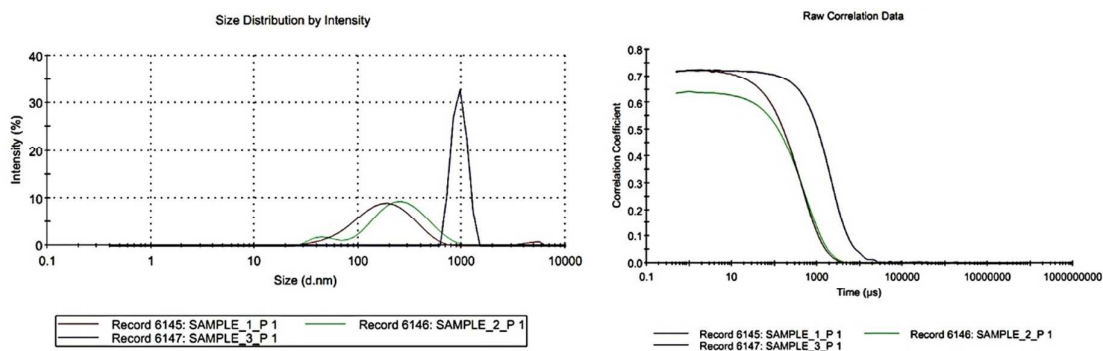 Size Distribution by Intensity
Intensity (%)
40
30
20
10
0
0.1 1 10 100 1000 10000
Size (d.nm)
Record 6145: SAMPLE_1_P 1 Record 6146: SAMPLE_2_P 1
Record 6147: SAMPLE_3_P 1
Raw Correlation Data
Correlation Coefficient
0.8
0.7
0.6
0.5
0.4
0.3
0.2
0.1
0.0
0.1 10 1000 100000 10000000 1000000000
Time (µs)
Record 6145: SAMPLE_1_P 1 Record 6146: SAMPLE_2_P 1
Record 6147: SAMPLE_3_P 1